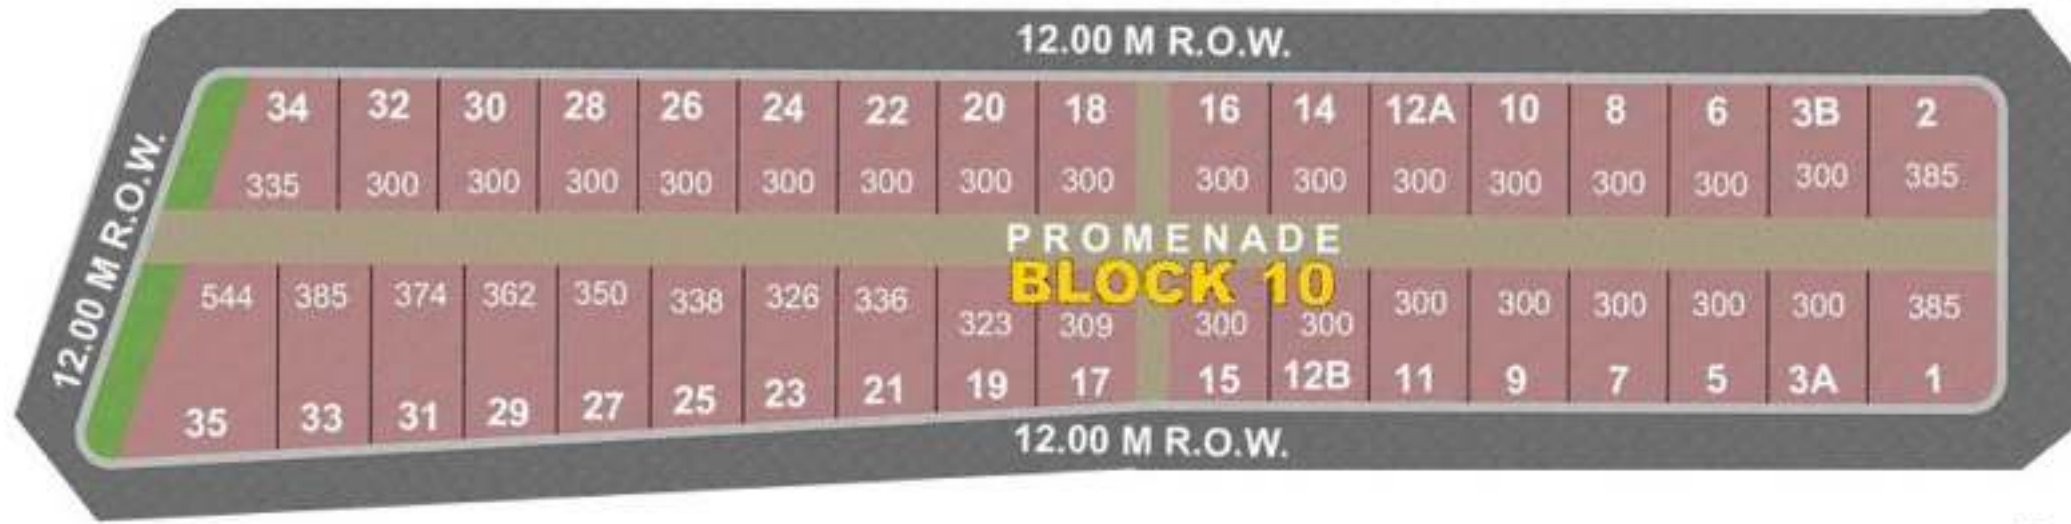 12.00 M R.O.W.
34 32 30 28 26 24 22 20 18 16 14 12A 10 8 6 3B 2
335 300 300 300 300 300 300 300 300 300 300 300 300 300 300 300 385
12.00 M R.O.W.
PROMENADE
BLOCK 10
544 385 374 362 350 338 326 336 323 309 300 300 300 300 300 300 300 385
35 33 31 29 27 25 23 21 19 17 15 12B 11 9 7 5 3A 1
12.00 M R.O.W.